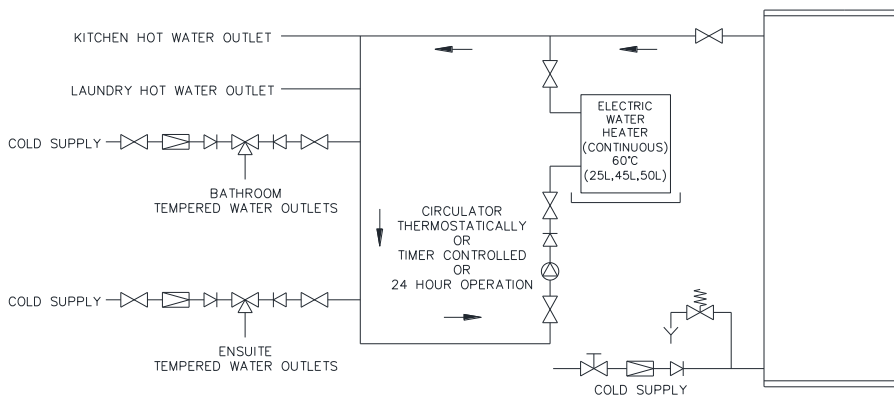 KITCHEN HOT WATER OUTLET
LAUNDRY HOT WATER OUTLET
COLD SUPPLY
BATHROOM
TEMPERED WATER OUTLETS
ELECTRIC
WATER
HEATER
(CONTINUOUS)
60°C
(25L,45L,50L)
CIRCULATOR
THERMOSTATICALLY
OR
TIMER CONTROLLED
OR
24 HOUR OPERATION
COLD SUPPLY
ENSUITE
TEMPERED WATER OUTLETS
COLD SUPPLY